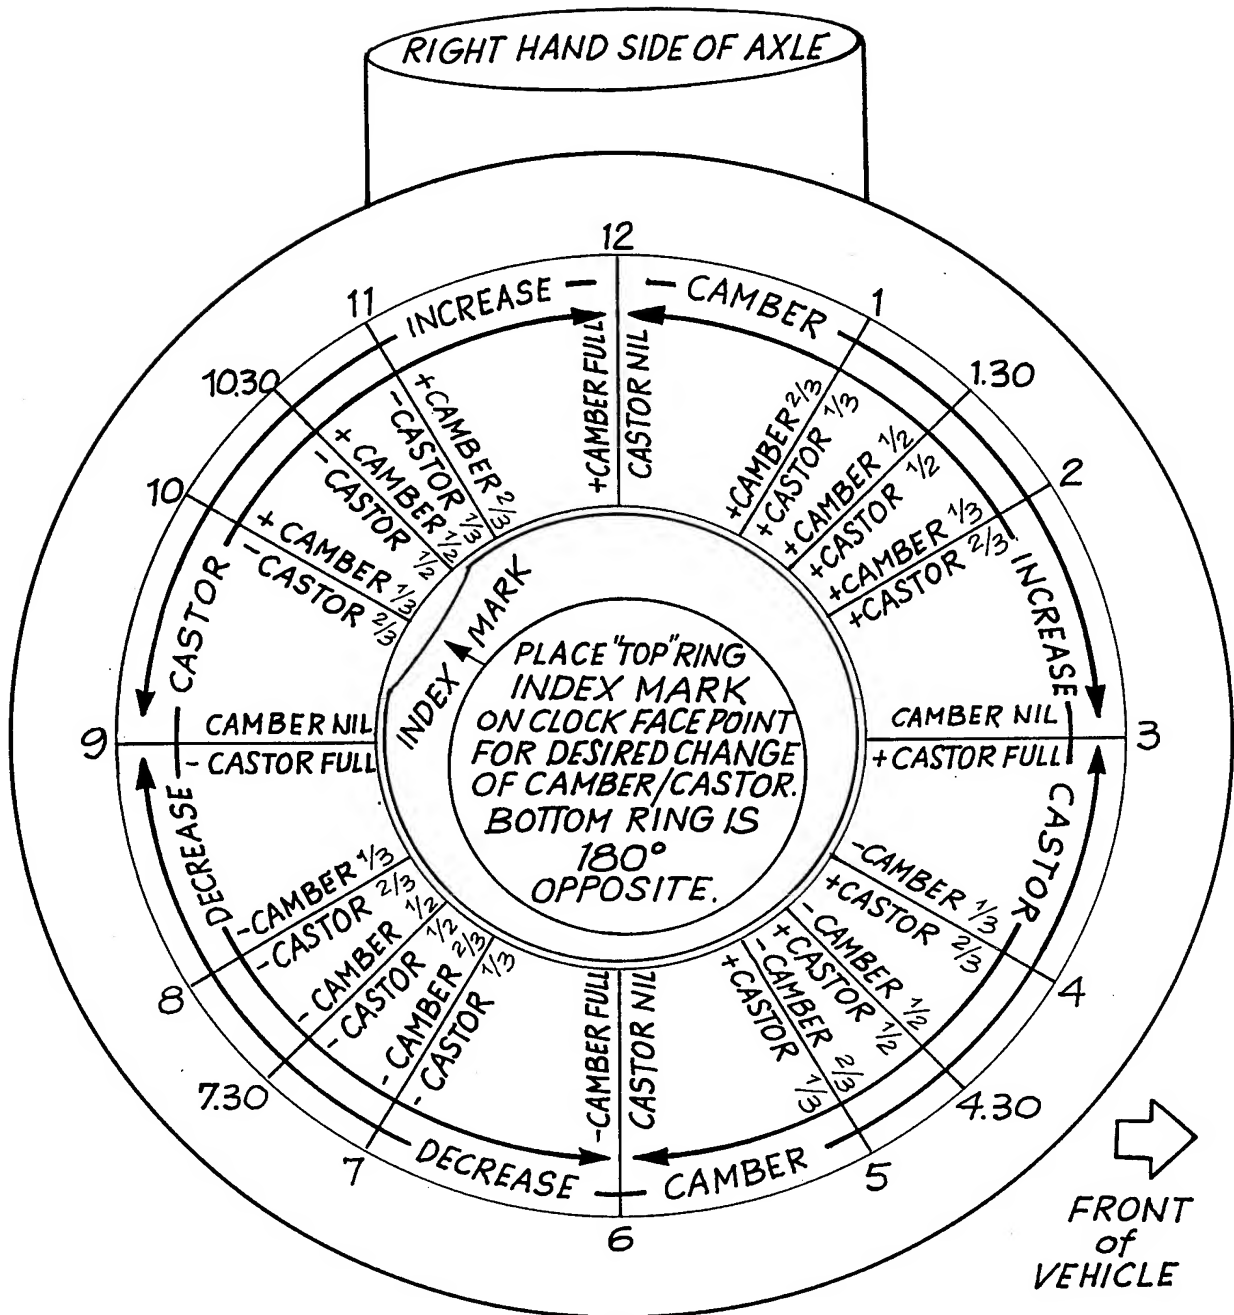 RIGHT HAND SIDE OF AXLE
12
1
1.30
2
3
4
4.30
5
6
7
7.30
8
9
10
10.30
11
INCREASE — — CAMBER
INCREASE
CASTOR
DECREASE — CAMBER
DECREASE
CASTOR
+CAMBER FULL
CASTOR NIL
+CAMBER 2/3
+CASTOR 1/3
+CAMBER 1/2
+CASTOR 1/2
+CAMBER 1/3
+CASTOR 2/3
CAMBER NIL
+CASTOR FULL
-CAMBER 1/3
+CASTOR 2/3
-CAMBER 1/2
+CASTOR 1/2
-CAMBER 2/3
+CASTOR 1/3
-CAMBER FULL
CASTOR NIL
-CAMBER 2/3
-CASTOR 1/3
-CAMBER 1/2
-CASTOR 1/2
-CAMBER 1/3
-CASTOR 2/3
CAMBER NIL
-CASTOR FULL
+CAMBER 1/3
-CASTOR 2/3
+CAMBER 1/2
-CASTOR 1/2
+CAMBER 2/3
-CASTOR 1/3
INDEX MARK
PLACE "TOP" RING
INDEX MARK
ON CLOCK FACE POINT
FOR DESIRED CHANGE
OF CAMBER/CASTOR.
BOTTOM RING IS
180°
OPPOSITE.
FRONT
of
VEHICLE